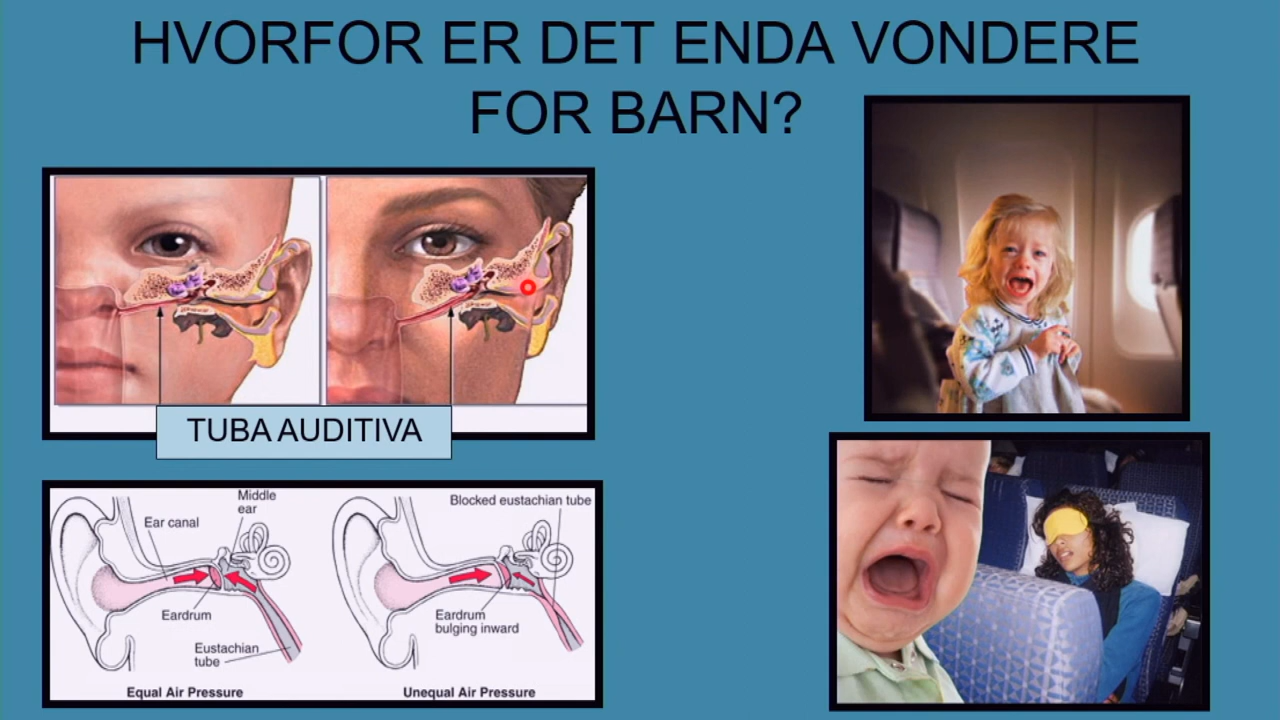 HVORFOR ER DET ENDA VONDERE
FOR BARN?
TUBA AUDITIVA
Middle
ear
Ear canal
Eardrum
Eustachian
tube
Equal Air Pressure
Blocked eustachian tube
Eardrum
bulging inward
Unequal Air Pressure